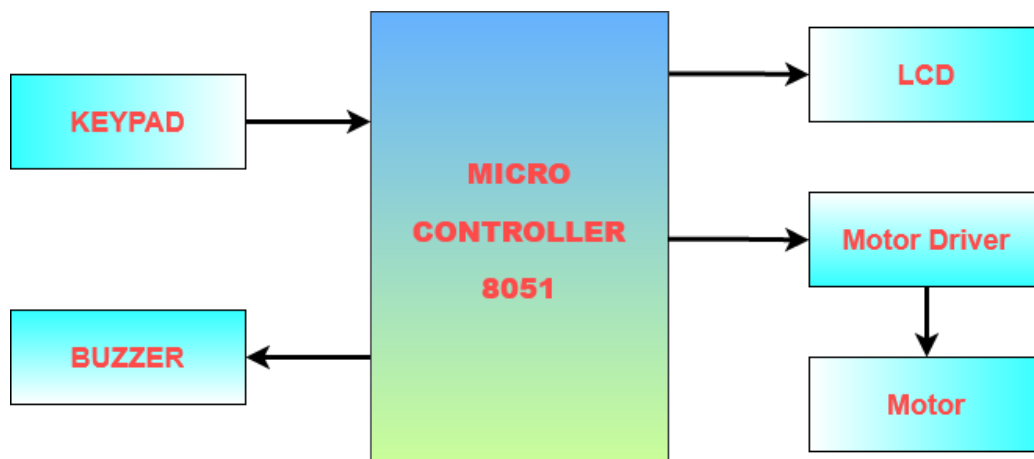 KEYPAD
BUZZER
MICRO
CONTROLLER
8051
LCD
Motor Driver
Motor